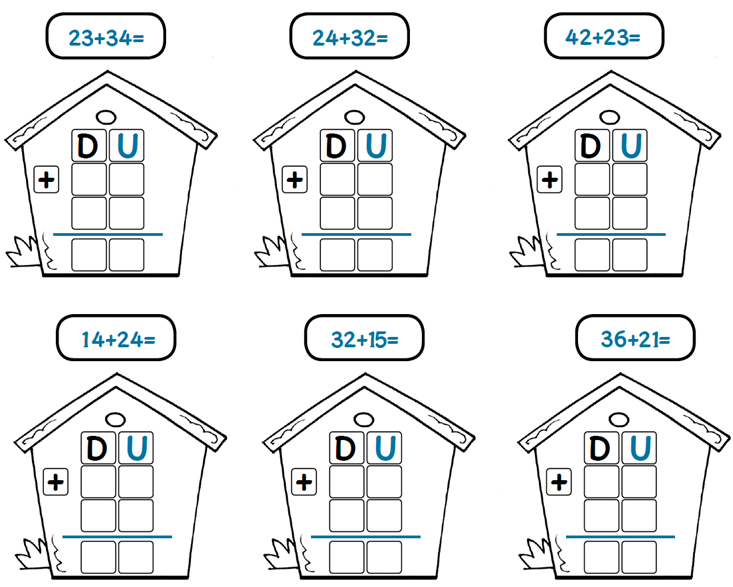 23+34= 24+32= 42+23=
D U D U D U
+ + +
14+24= 32+15= 36+21=
D U D U D U
+ + +